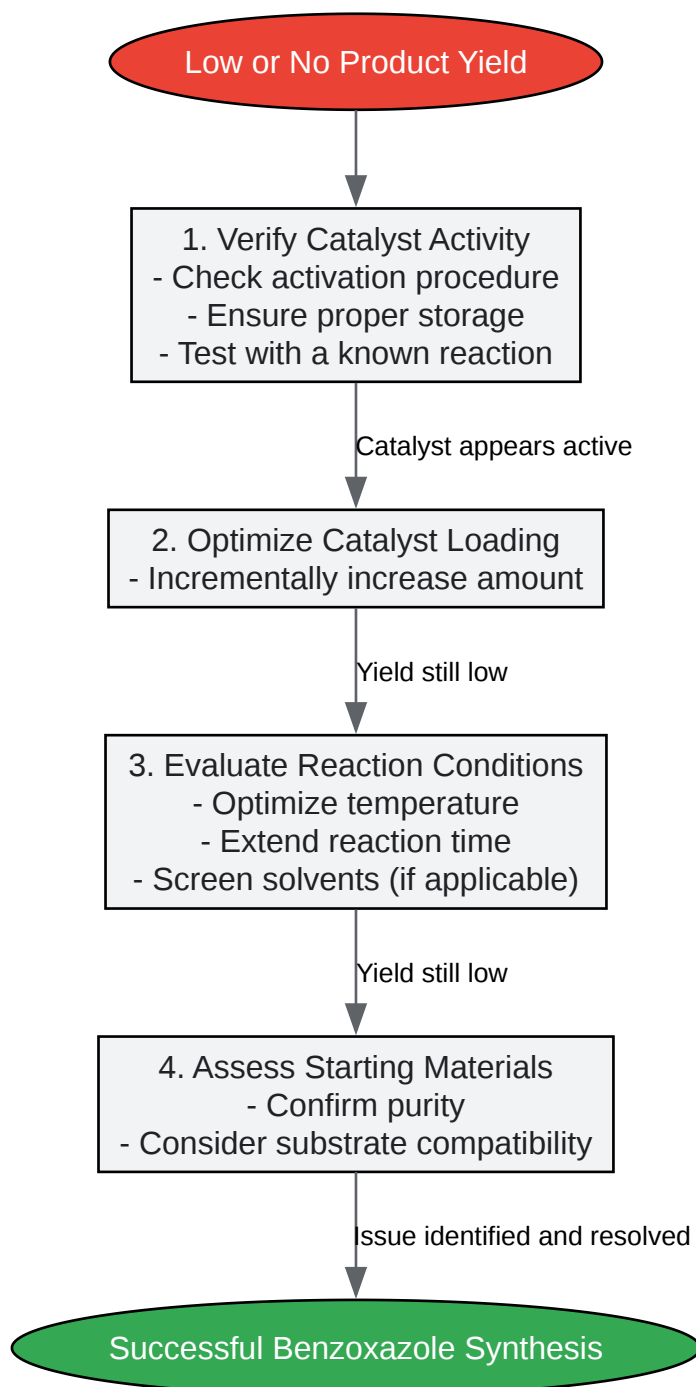 Low or No Product Yield
1. Verify Catalyst Activity
- Check activation procedure
- Ensure proper storage
- Test with a known reaction
Catalyst appears active
2. Optimize Catalyst Loading
- Incrementally increase amount
Yield still low
3. Evaluate Reaction Conditions
- Optimize temperature
- Extend reaction time
- Screen solvents (if applicable)
Yield still low
4. Assess Starting Materials
- Confirm purity
- Consider substrate compatibility
Issue identified and resolved
Successful Benzoxazole Synthesis